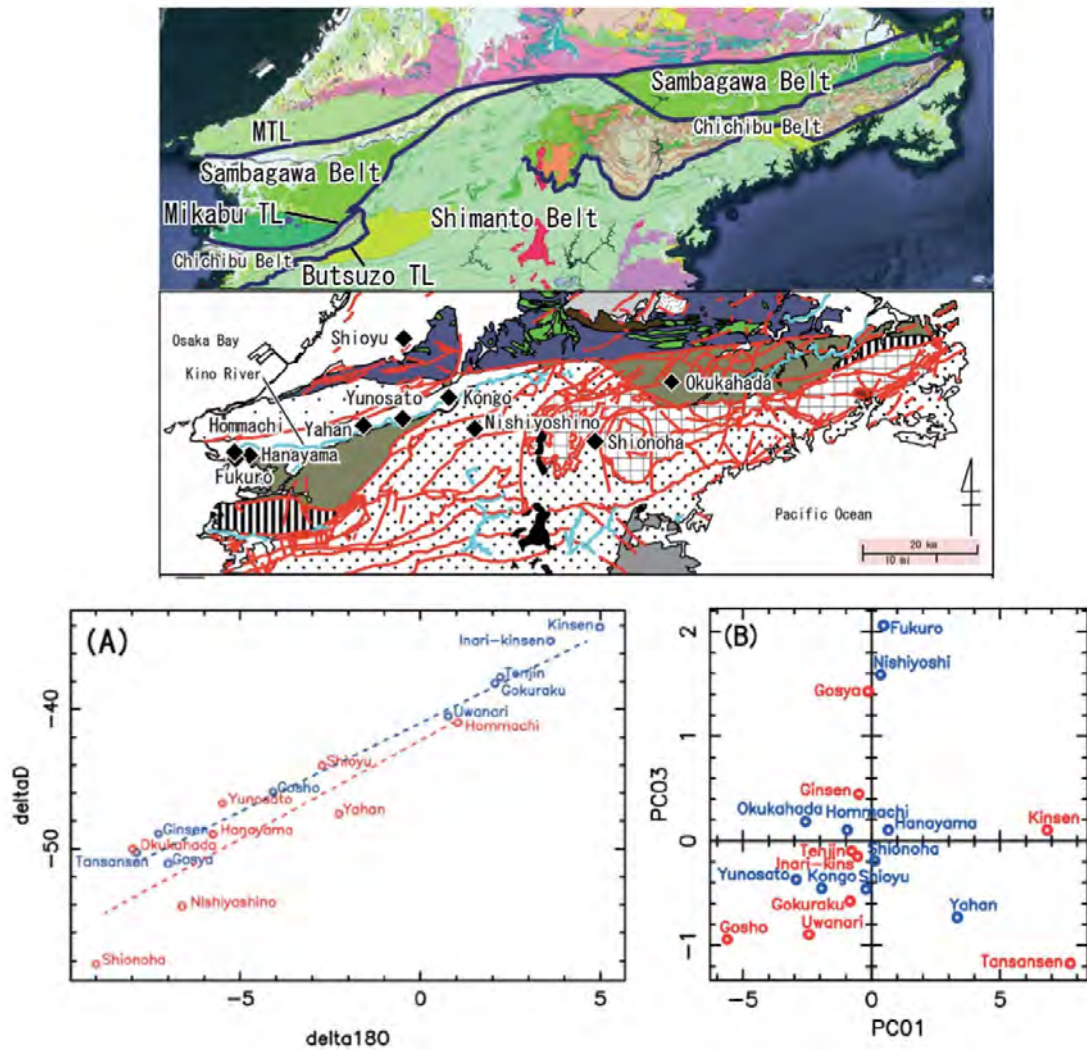 Sambagawa Belt
Chichibu Belt
MTL
Sambagawa Belt
Mikabu TL
Shimanto Belt
Chichibu Belt
Butsuzo TL
Osaka Bay
Shioyu
Kino River
Okukahada
Yunosato
Kongo
Hommachi
Yahan
Nishiyoshino
Hanayama
Shionoha
Fukuro
Pacific Ocean
20 km
10 mi
(A)
Kinsen
Inari-kinsen
Tenjin
Gokuraku
Uwanari
Hommachi
Shioyu
Gosho
Yunosato
Yahan
Ginsen
Hanayama
Okukahada
Tansansen
Gosya
Nishiyoshino
Shionoha
-40
-50
deltaD
-5
0
5
delta18O
(B)
Fukuro
Nishiyoshi
Gosya
Ginsen
Okukahada
Hommachi
Hanayama
Kinsen
Tenjin
Inari-kins
Shionoha
Yunosato
Kongo
Shioyu
Gokuraku
Yahan
Gosho
Uwanari
Tansansen
2
1
0
-1
PC03
-5
0
5
PC01